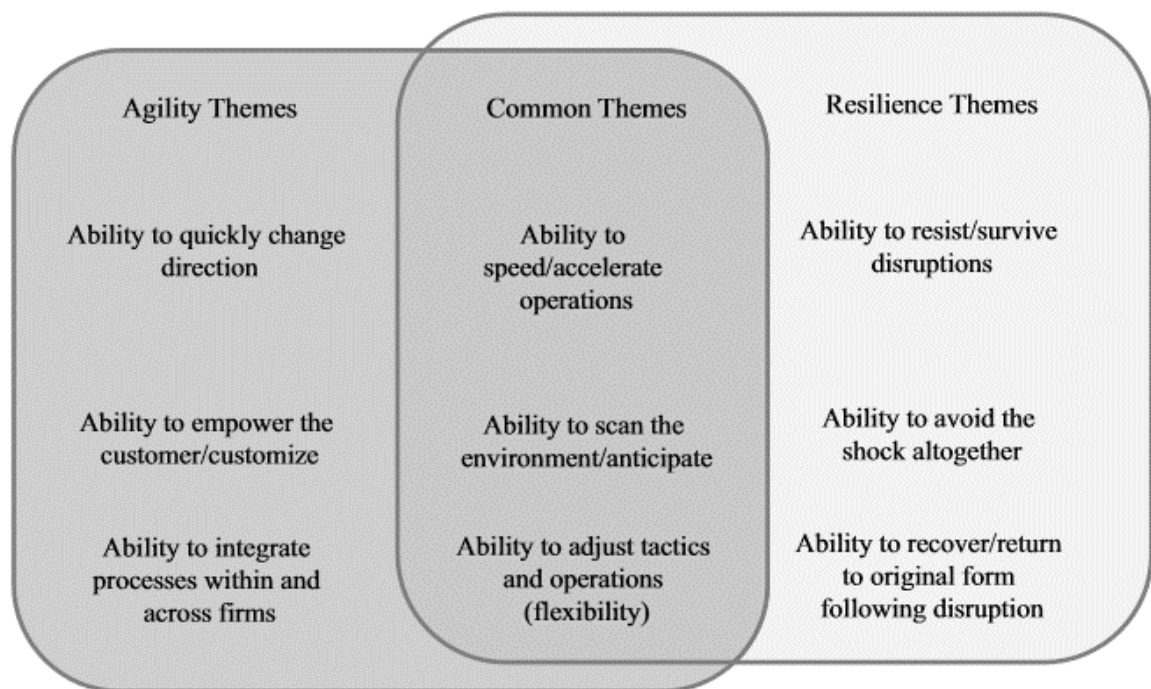 Agility Themes
Ability to quickly change
direction
Ability to empower the
customer/customize
Ability to integrate
processes within and
across firms
Common Themes
Ability to
speed/accelerate
operations
Ability to scan the
environment/anticipate
Ability to adjust tactics
and operations
(flexibility)
Resilience Themes
Ability to resist/survive
disruptions
Ability to avoid the
shock altogether
Ability to recover/return
to original form
following disruption